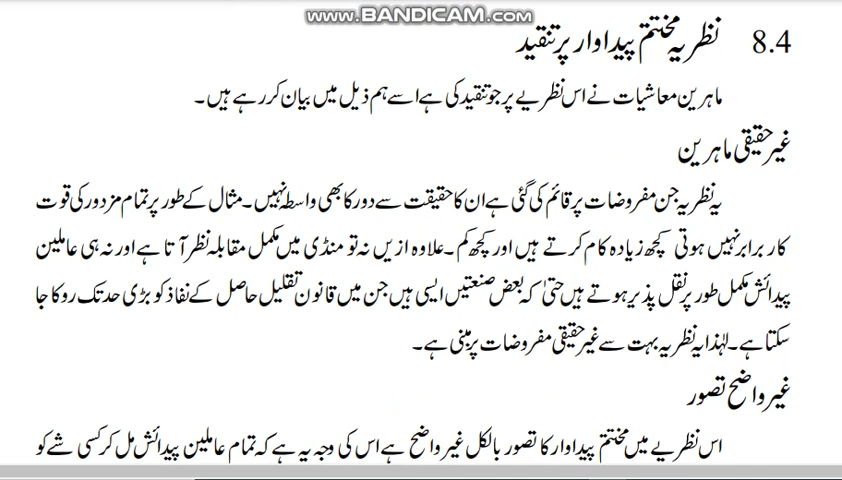 www.BANDICAM.com
8.4 نظریہ مختتم پیداوار پر تنقید
ماہرین معاشیات نے اس نظریے پر جو تنقید کی ہے اسے ہم ذیل میں بیان کر رہے ہیں۔
غیر حقیقی ماہرین
یہ نظریہ جن مفروضات پر قائم کی گئی ہے ان کا حقیقت سے دور کا بھی واسطہ نہیں۔ مثال کے طور پر تمام مزدور کی قوت
کار برابر نہیں ہوتی کچھ زیادہ کام کرتے ہیں اور کچھ کم۔ علاوہ ازیں نہ تو منڈی میں مکمل مقابلہ نظر آتا ہے اور نہ ہی عاملین
پیدائش مکمل طور پر نقل پذیر ہوتے ہیں حتیٰ کہ بعض صنعتیں ایسی ہیں جن میں قانون تقلیل حاصل کے نفاذ کو بڑی حد تک روکا جا
سکتا ہے۔ لہٰذا یہ نظریہ بہت سے غیر حقیقی مفروضات پر مبنی ہے۔
غیر واضح تصور
اس نظریے میں مختتم پیداوار کا تصور بالکل غیر واضح ہے اس کی وجہ یہ ہے کہ تمام عاملین پیدائش مل کر کسی شے کو